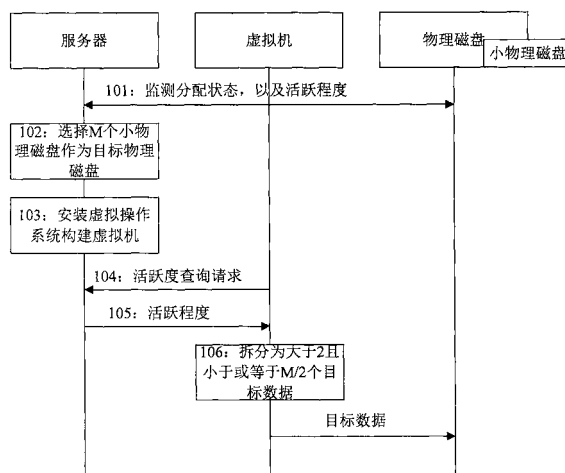 服务器
虚拟机
物理磁盘
小物理磁盘
101：监测分配状态，以及活跃程度
102：选择M个小物
理磁盘作为目标物理
磁盘
103：安装虚拟操作
系统构建虚拟机
104：活跃度查询请求
105：活跃程度
106：拆分为大于2且
小于或等于M/2个目
标数据
目标数据